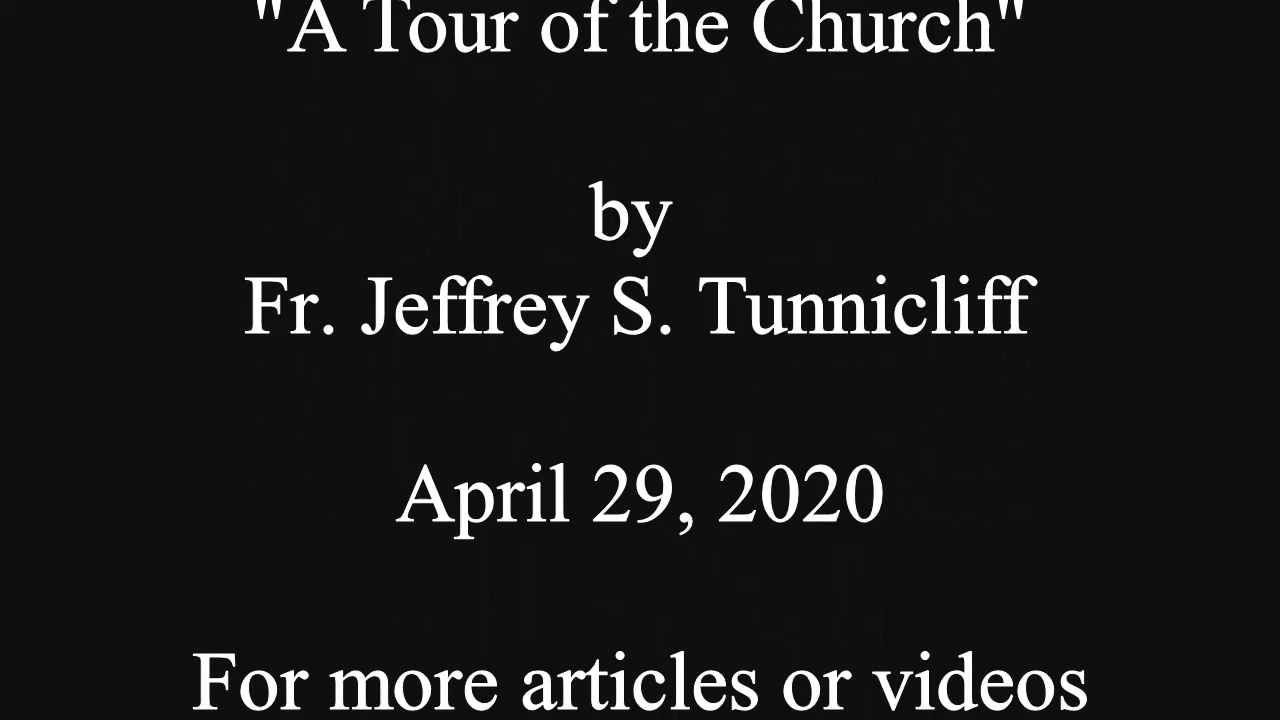 "A Tour of the Church"
by
Fr. Jeffrey S. Tunnicliff
April 29, 2020
For more articles or videos